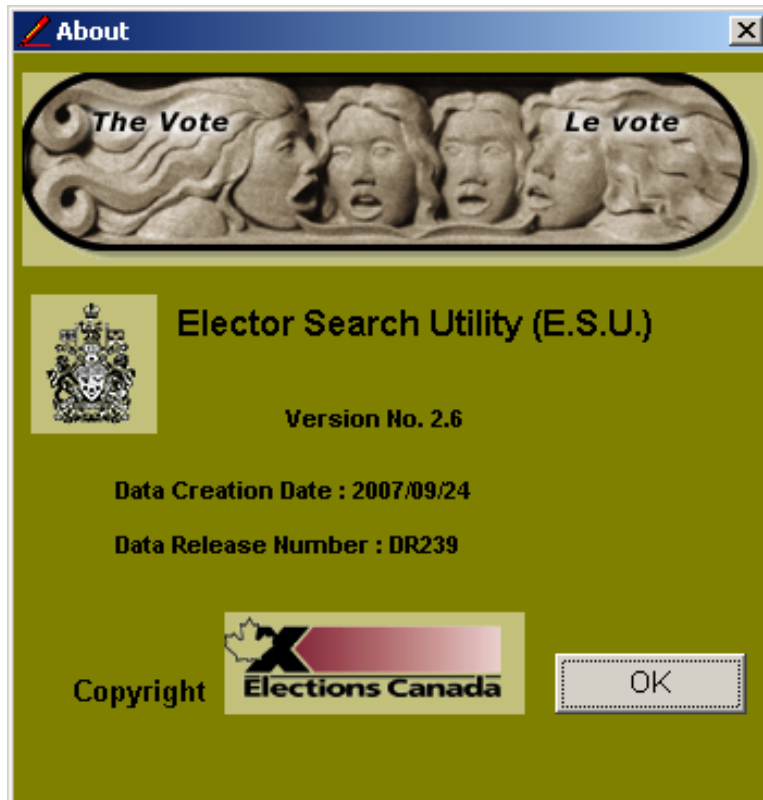 About
The Vote Le vote
Elector Search Utility (E.S.U.)
Version No. 2.6
Data Creation Date : 2007/09/24
Data Release Number : DR239
Copyright
Elections Canada
OK